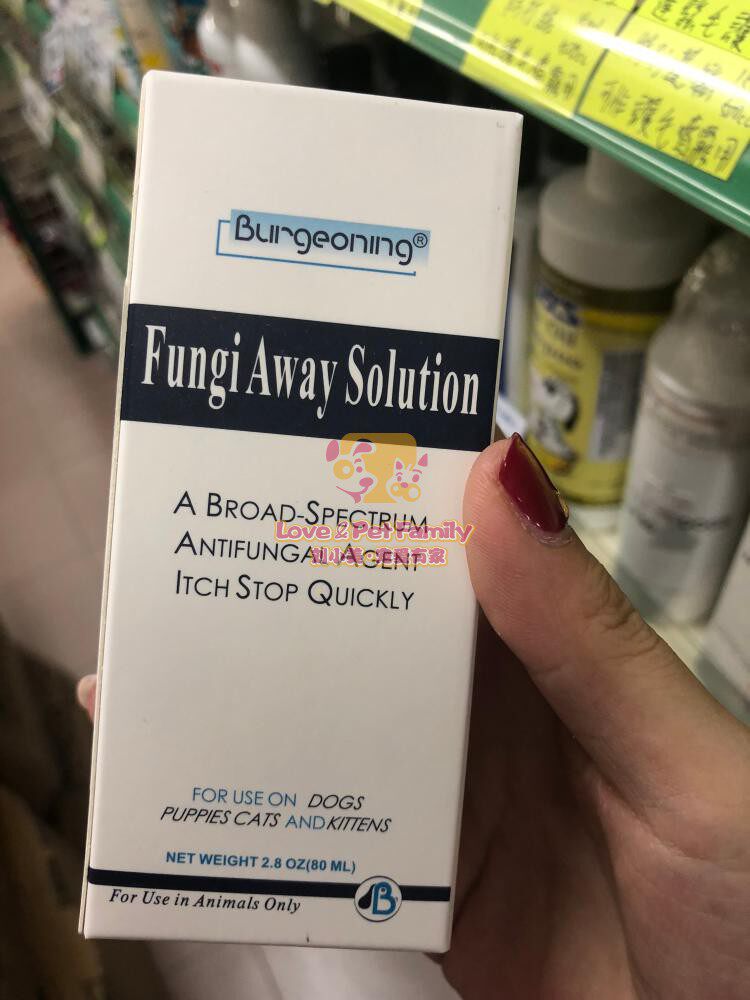 Burgeoning®
Fungi Away Solution
A BROAD-SPECTRUM
ANTIFUNGAL AGENT
ITCH STOP QUICKLY
Love 2 Pet Family
FOR USE ON DOGS
PUPPIES CATS AND KITTENS
NET WEIGHT 2.8 OZ(80 ML)
For Use in Animals Only
B